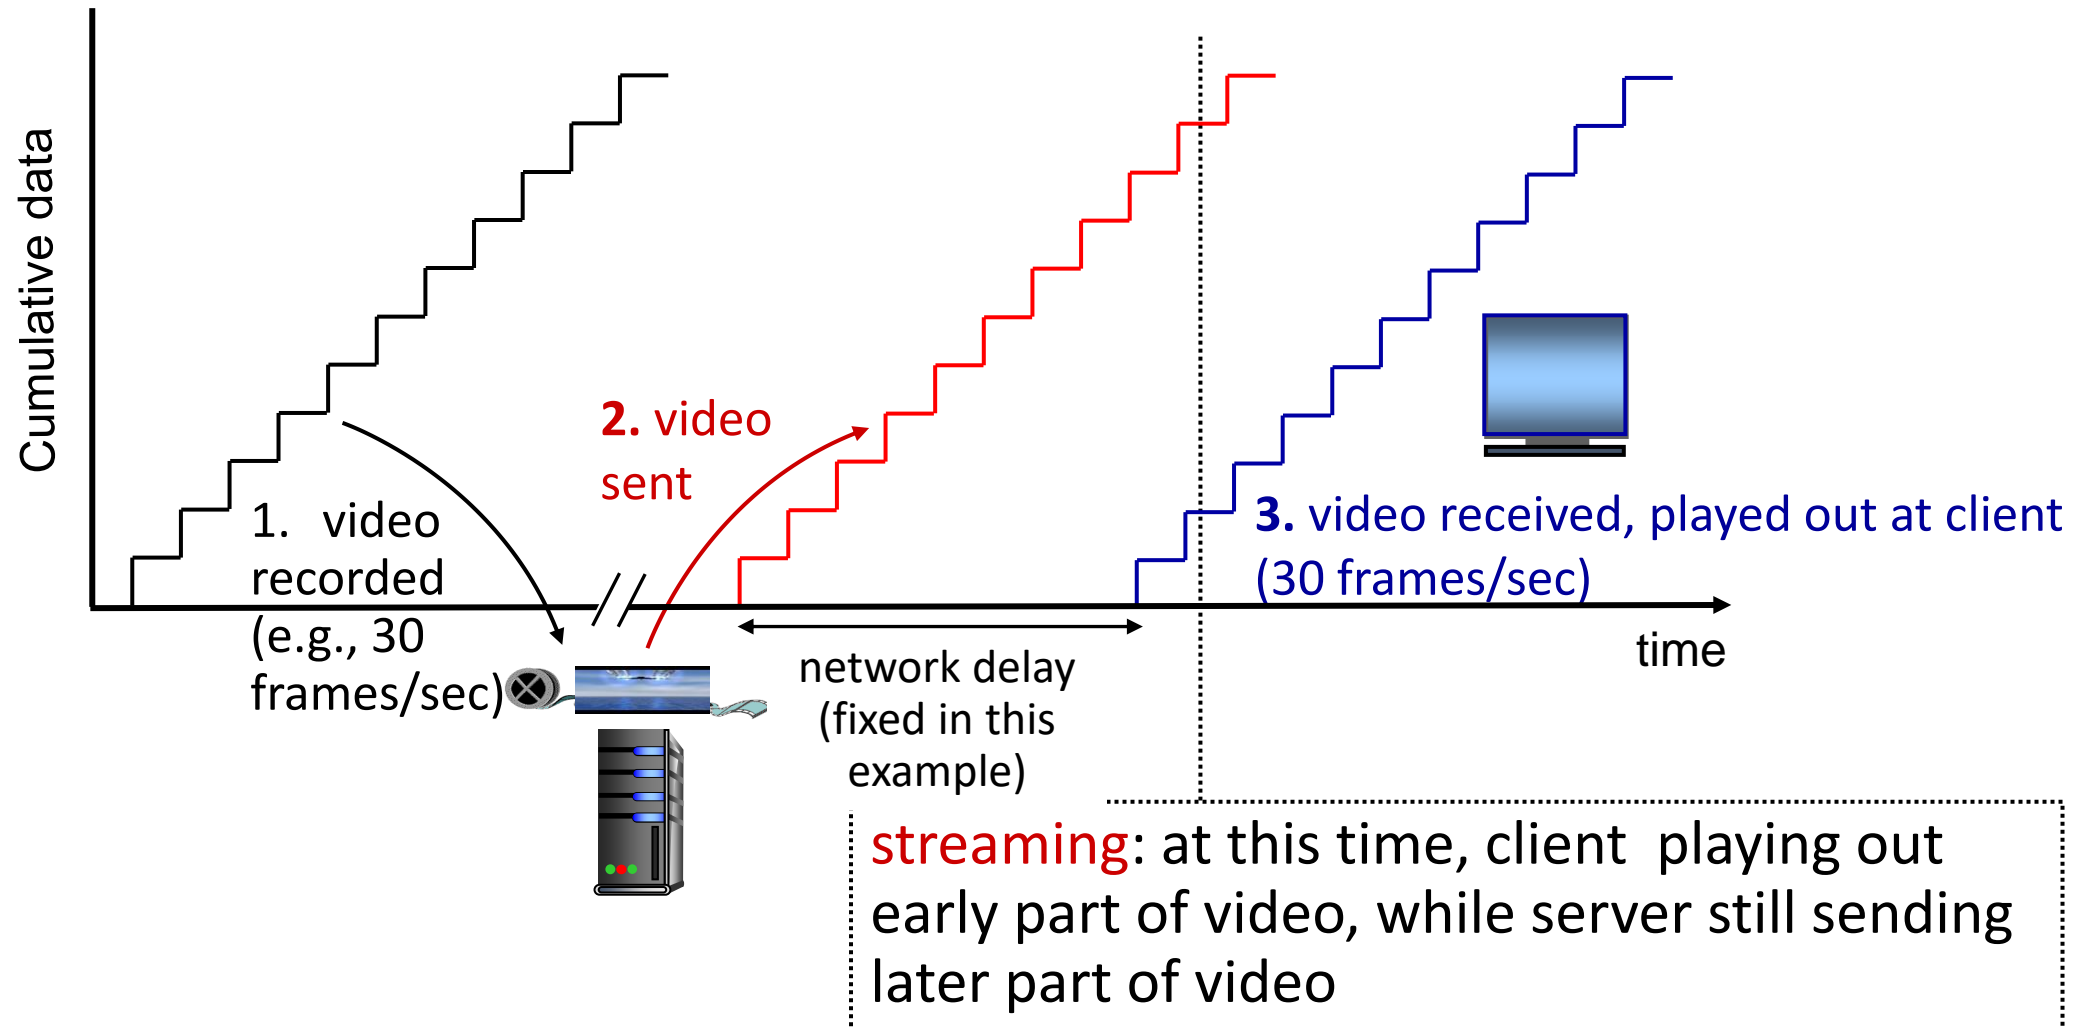 Cumulative data
1. video
recorded
(e.g., 30
frames/sec)
2. video
sent
3. video received, played out at client
(30 frames/sec)
time
network delay
(fixed in this
example)
streaming: at this time, client playing out
early part of video, while server still sending
later part of video